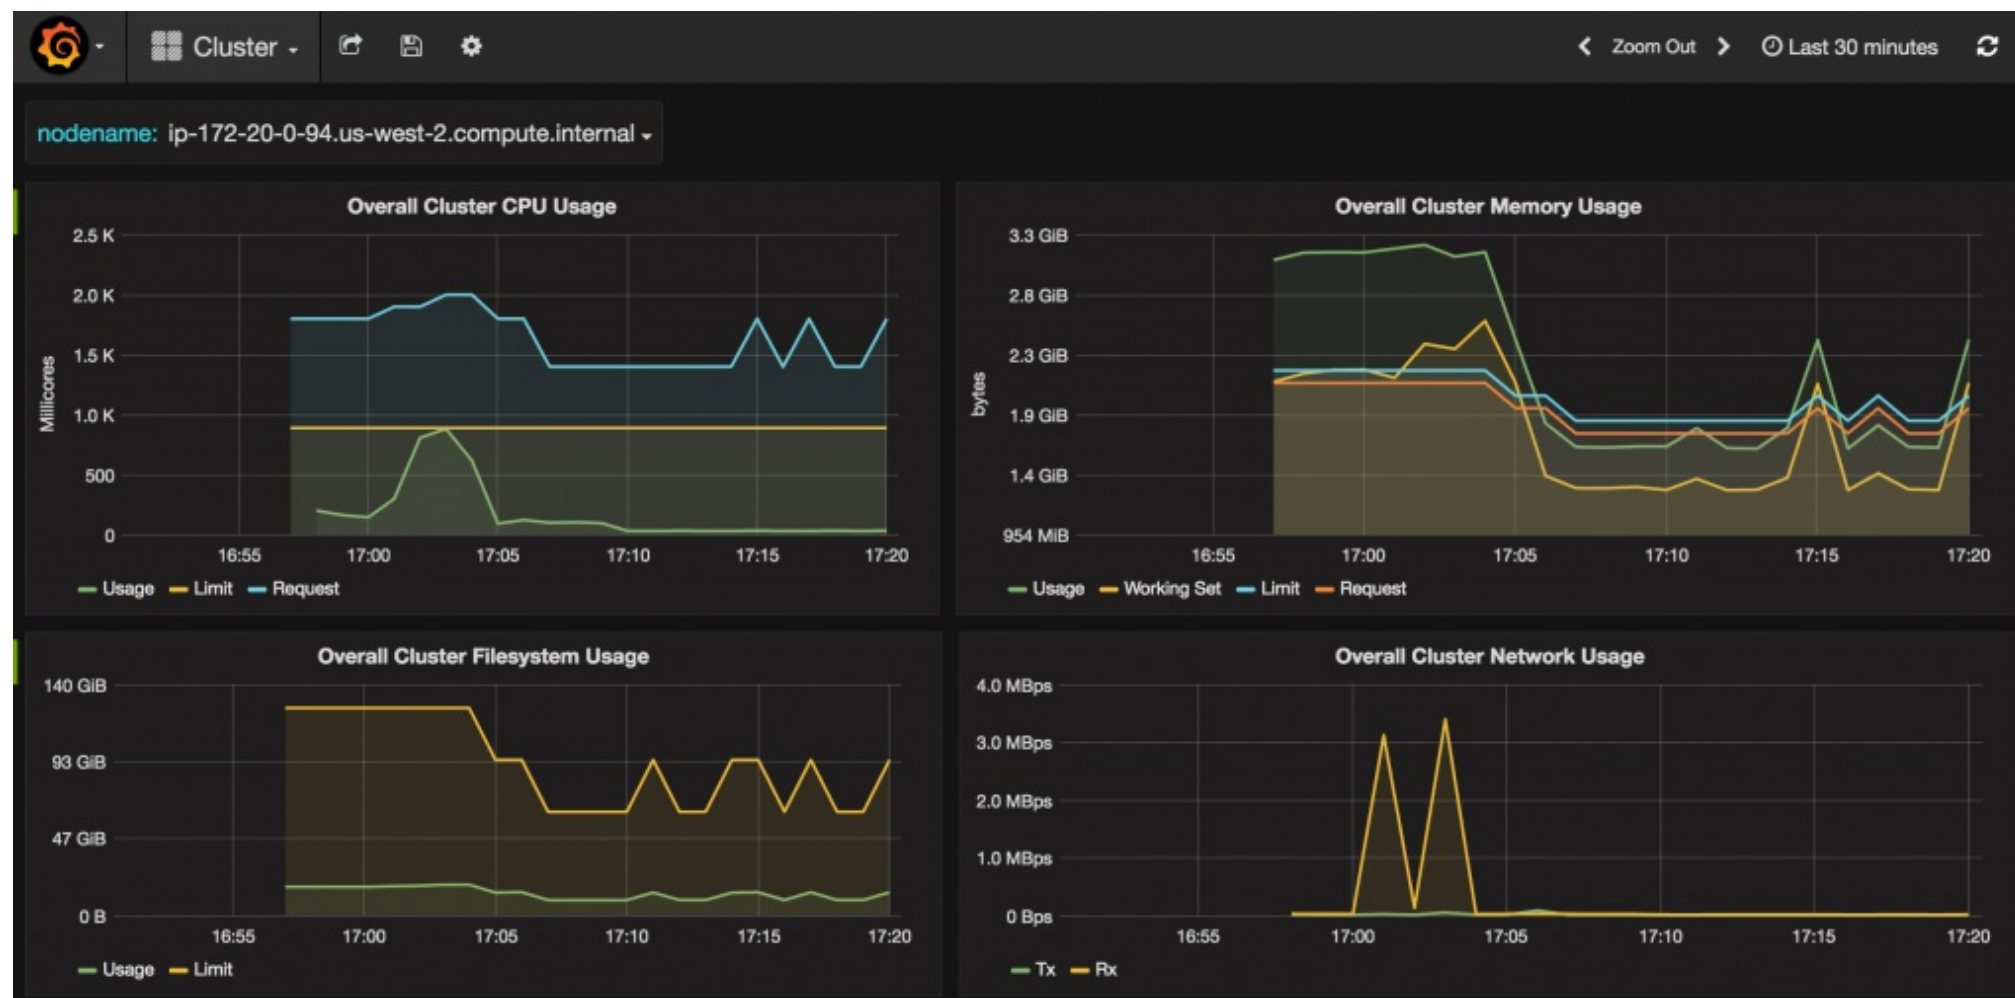 Cluster
Zoom Out
Last 30 minutes
nodename: ip-172-20-0-94.us-west-2.compute.internal
Overall Cluster CPU Usage
2.5 K
2.0 K
1.5 K
1.0 K
500
0
Millicores
16:55 17:00 17:05 17:10 17:15 17:20
Usage Limit Request
Overall Cluster Memory Usage
3.3 GiB
2.8 GiB
2.3 GiB
1.9 GiB
1.4 GiB
954 MiB
bytes
16:55 17:00 17:05 17:10 17:15 17:20
Usage Working Set Limit Request
Overall Cluster Filesystem Usage
140 GiB
93 GiB
47 GiB
0 B
16:55 17:00 17:05 17:10 17:15 17:20
Usage Limit
Overall Cluster Network Usage
4.0 MBps
3.0 MBps
2.0 MBps
1.0 MBps
0 Bps
16:55 17:00 17:05 17:10 17:15 17:20
Tx Rx